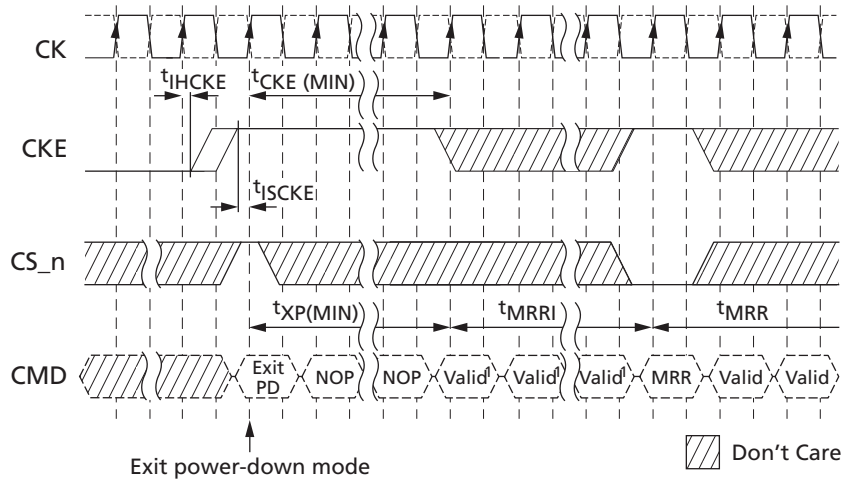 CK
tIHCKE
tCKE (MIN)
CKE
tISCKE
CS_n
tXP(MIN)
tMRRI
tMRR
CMD
Exit PD
NOP
NOP
Valid1
Valid1
Valid1
MRR
Valid
Valid
Exit power-down mode
Don't Care